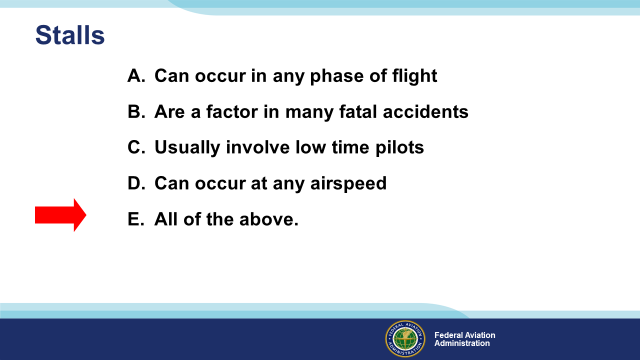 Stalls
A. Can occur in any phase of flight
B. Are a factor in many fatal accidents
C. Usually involve low time pilots
D. Can occur at any airspeed
E. All of the above.
Federal Aviation
Administration